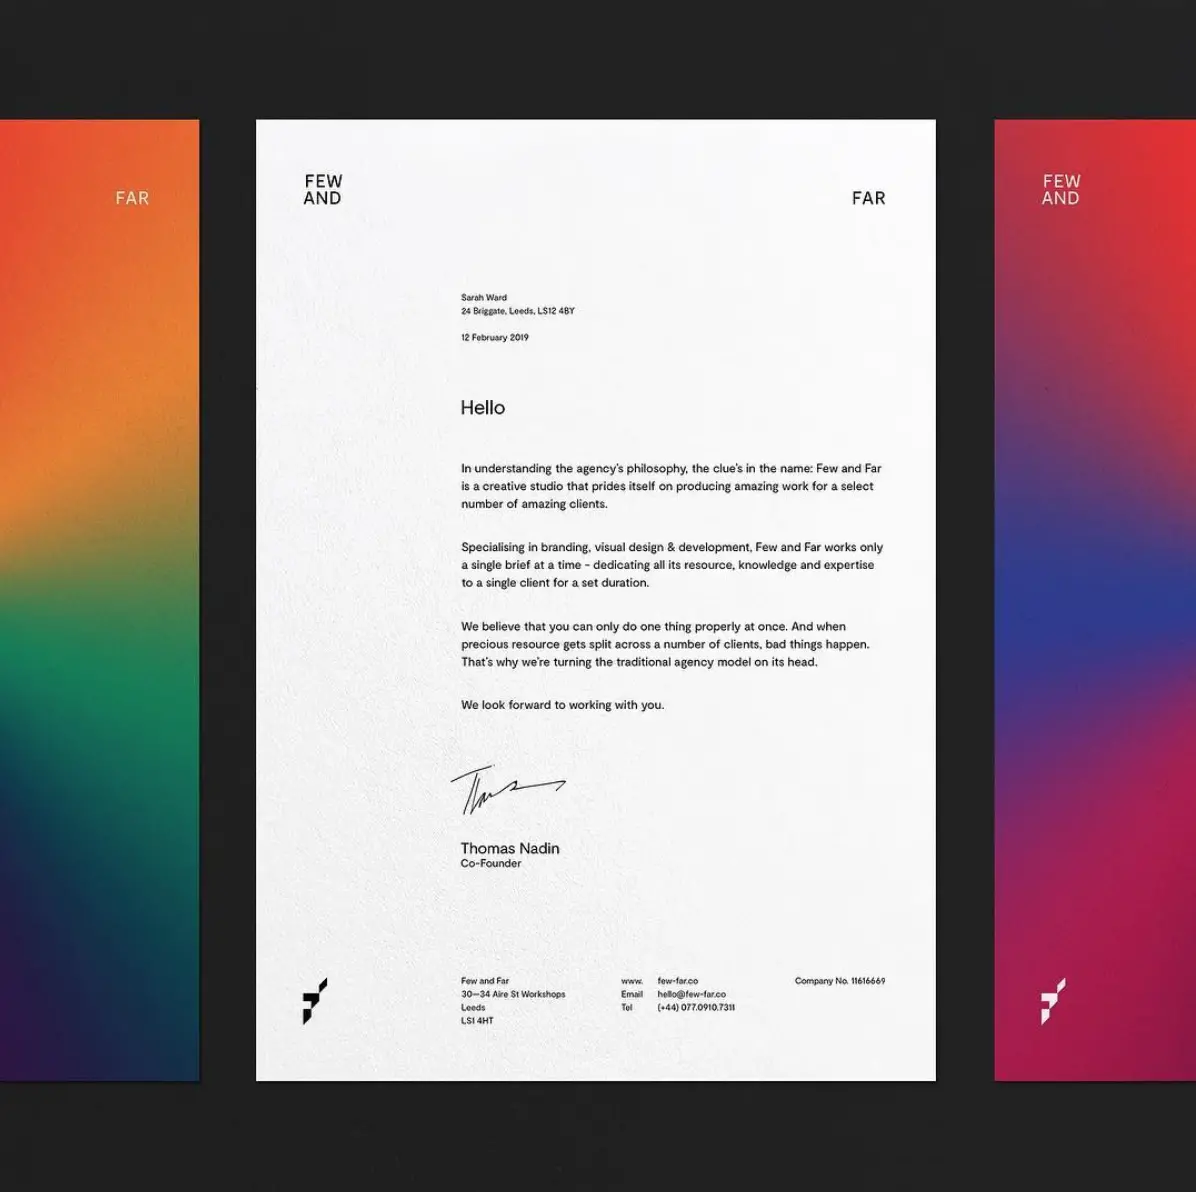 FAR
FEW
AND
FAR
Sarah Ward
24 Briggate, Leeds, LS12 4BY
12 February 2019
Hello
In understanding the agency's philosophy, the clue's in the name: Few and Far
is a creative studio that prides itself on producing amazing work for a select
number of amazing clients.
Specialising in branding, visual design & development, Few and Far works only
a single brief at a time - dedicating all its resource, knowledge and expertise
to a single client for a set duration.
We believe that you can only do one thing properly at once. And when
precious resource gets split across a number of clients, bad things happen.
That's why we're turning the traditional agency model on its head.
We look forward to working with you.
Thomas Nadin
Co-Founder
Few and Far
30—34 Aire St Workshops
Leeds
LS1 4HT
www. few-far.co
Email hello@few-far.co
Tel (+44) 077.0910.7311
Company No. 11616669
FEW
AND